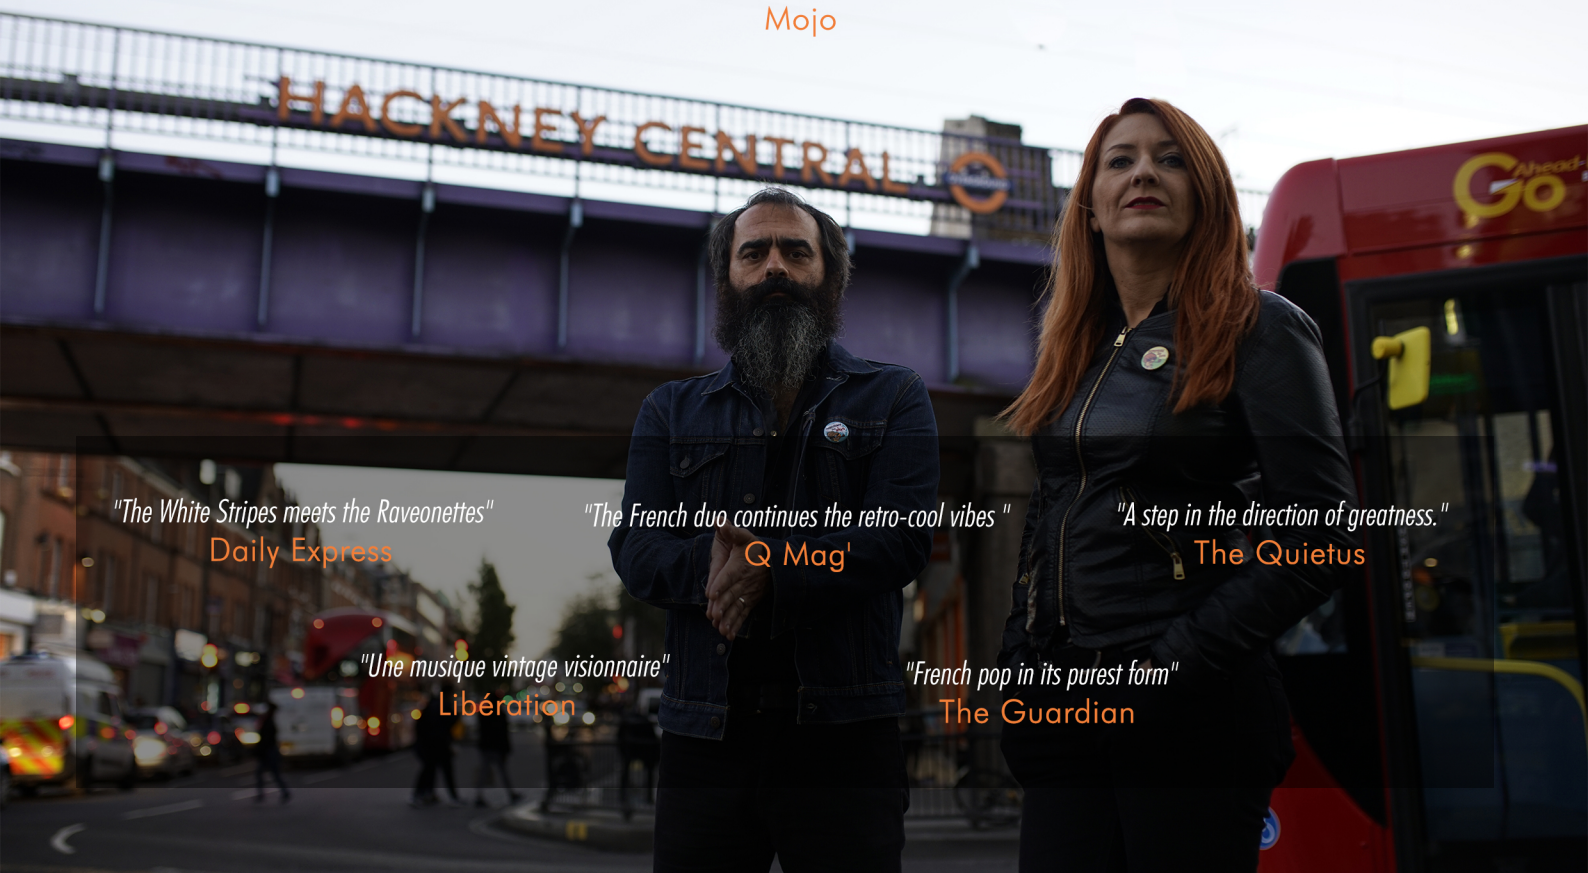 Mojo
HACKNEY CENTRAL
Go Ahead
"The White Stripes meets the Raveonettes"
Daily Express
"The French duo continues the retro-cool vibes "
Q Mag'
"A step in the direction of greatness."
The Quietus
"Une musique vintage visionnaire"
Libération
"French pop in its purest form"
The Guardian